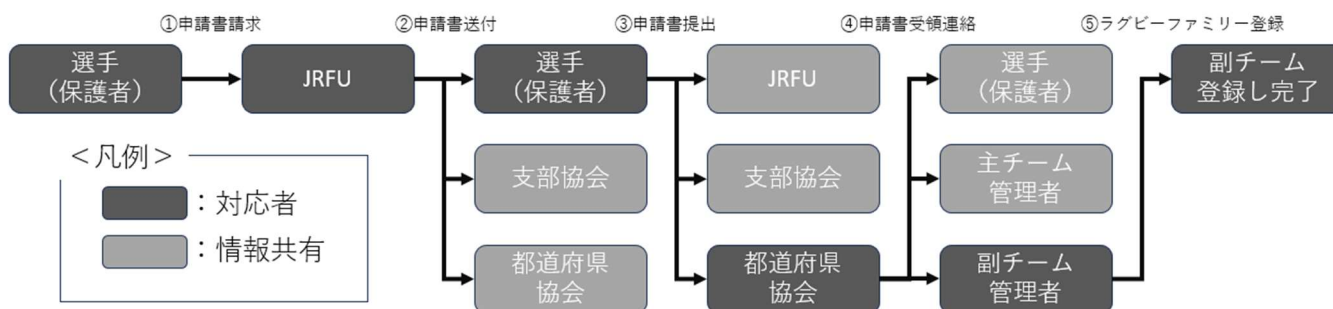 ①申請書請求
②申請書送付
③申請書提出
④申請書受領連絡
⑤ラグビーファミリー登録
選手
（保護者）
JRFU
選手
（保護者）
JRFU
選手
（保護者）
副チーム
登録し完了
＜凡例＞
：対応者
：情報共有
支部協会
支部協会
主チーム
管理者
都道府県
協会
都道府県
協会
副チーム
管理者